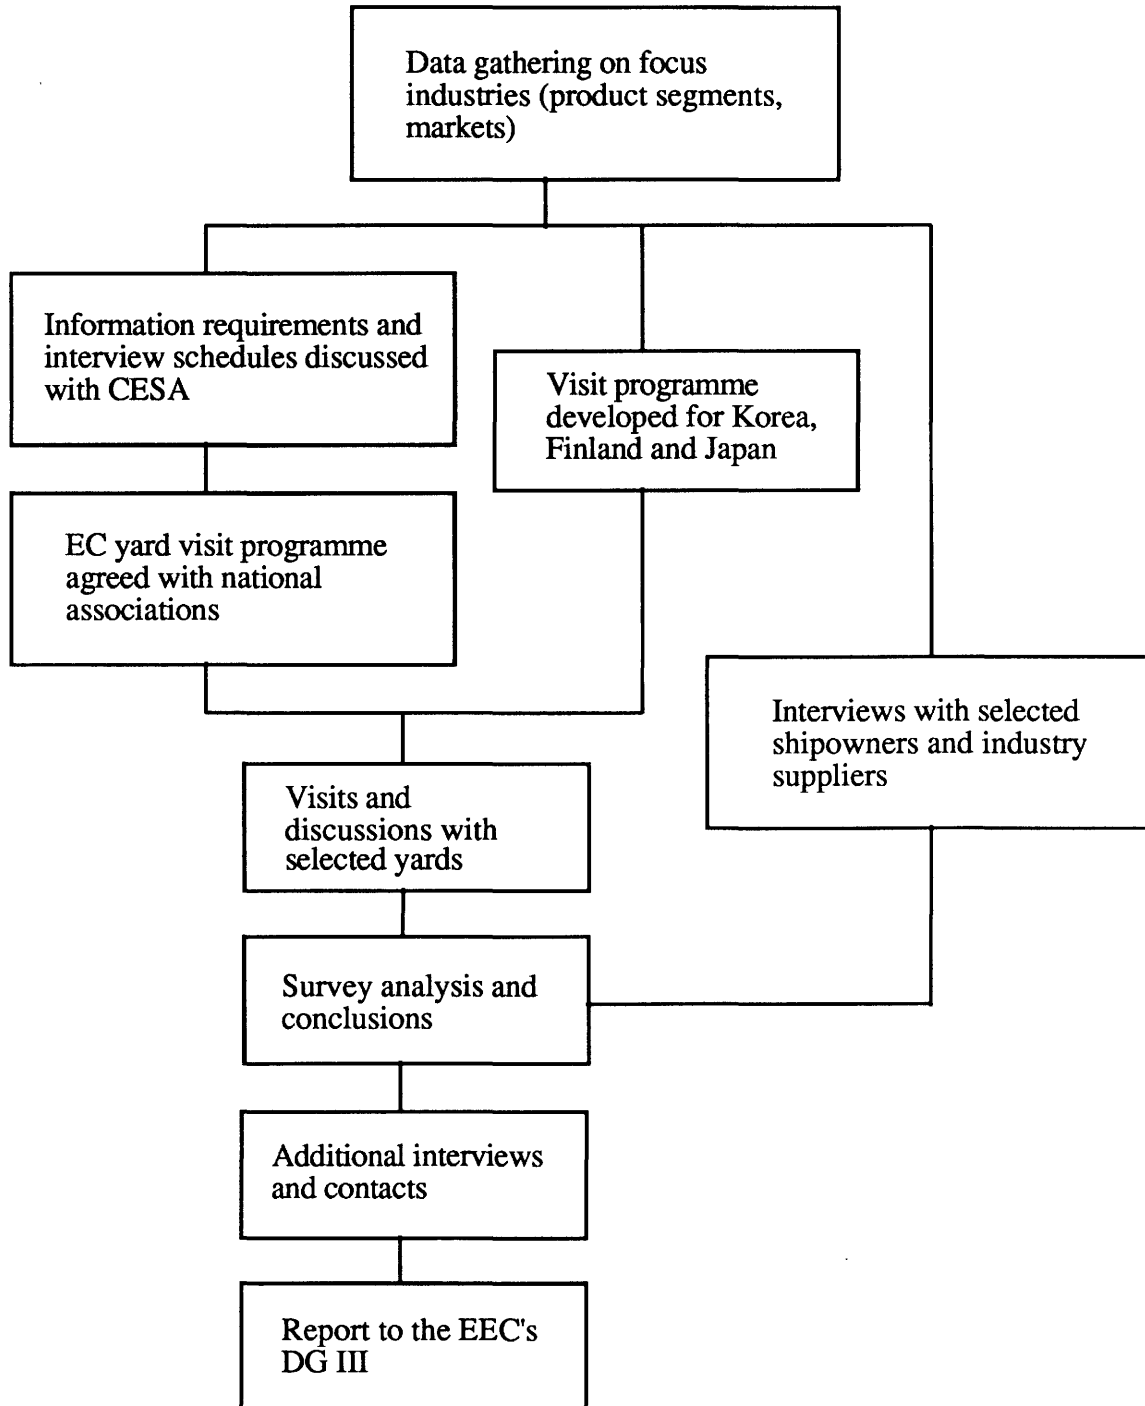 Data gathering on focus
industries (product segments,
markets)
Information requirements and
interview schedules discussed
with CESA
Visit programme
developed for Korea,
Finland and Japan
EC yard visit programme
agreed with national
associations
Interviews with selected
shipowners and industry
suppliers
Visits and
discussions with
selected yards
Survey analysis and
conclusions
Additional interviews
and contacts
Report to the EEC's
DG III